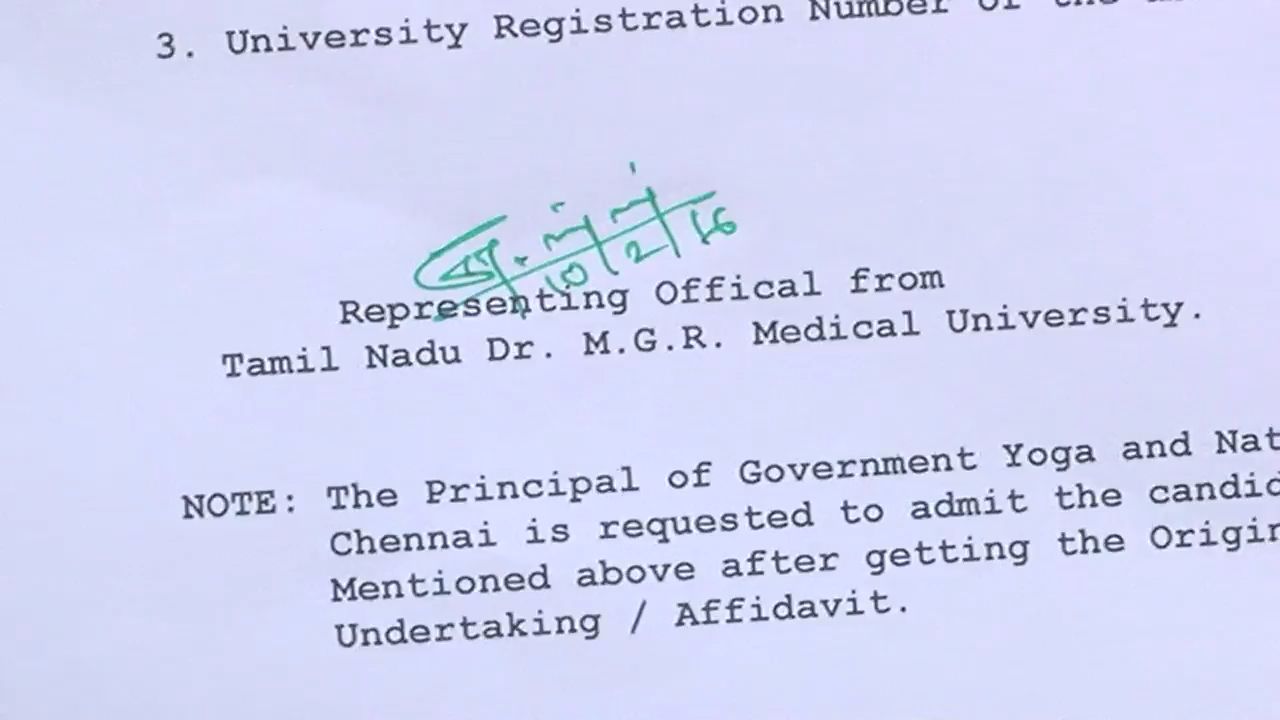 3. University Registration Number of the
10/2/16
Representing Offical from
Tamil Nadu Dr. M.G.R. Medical University.
NOTE: The Principal of Government Yoga and Nat
Chennai is requested to admit the candid
Mentioned above after getting the Origin
Undertaking / Affidavit.